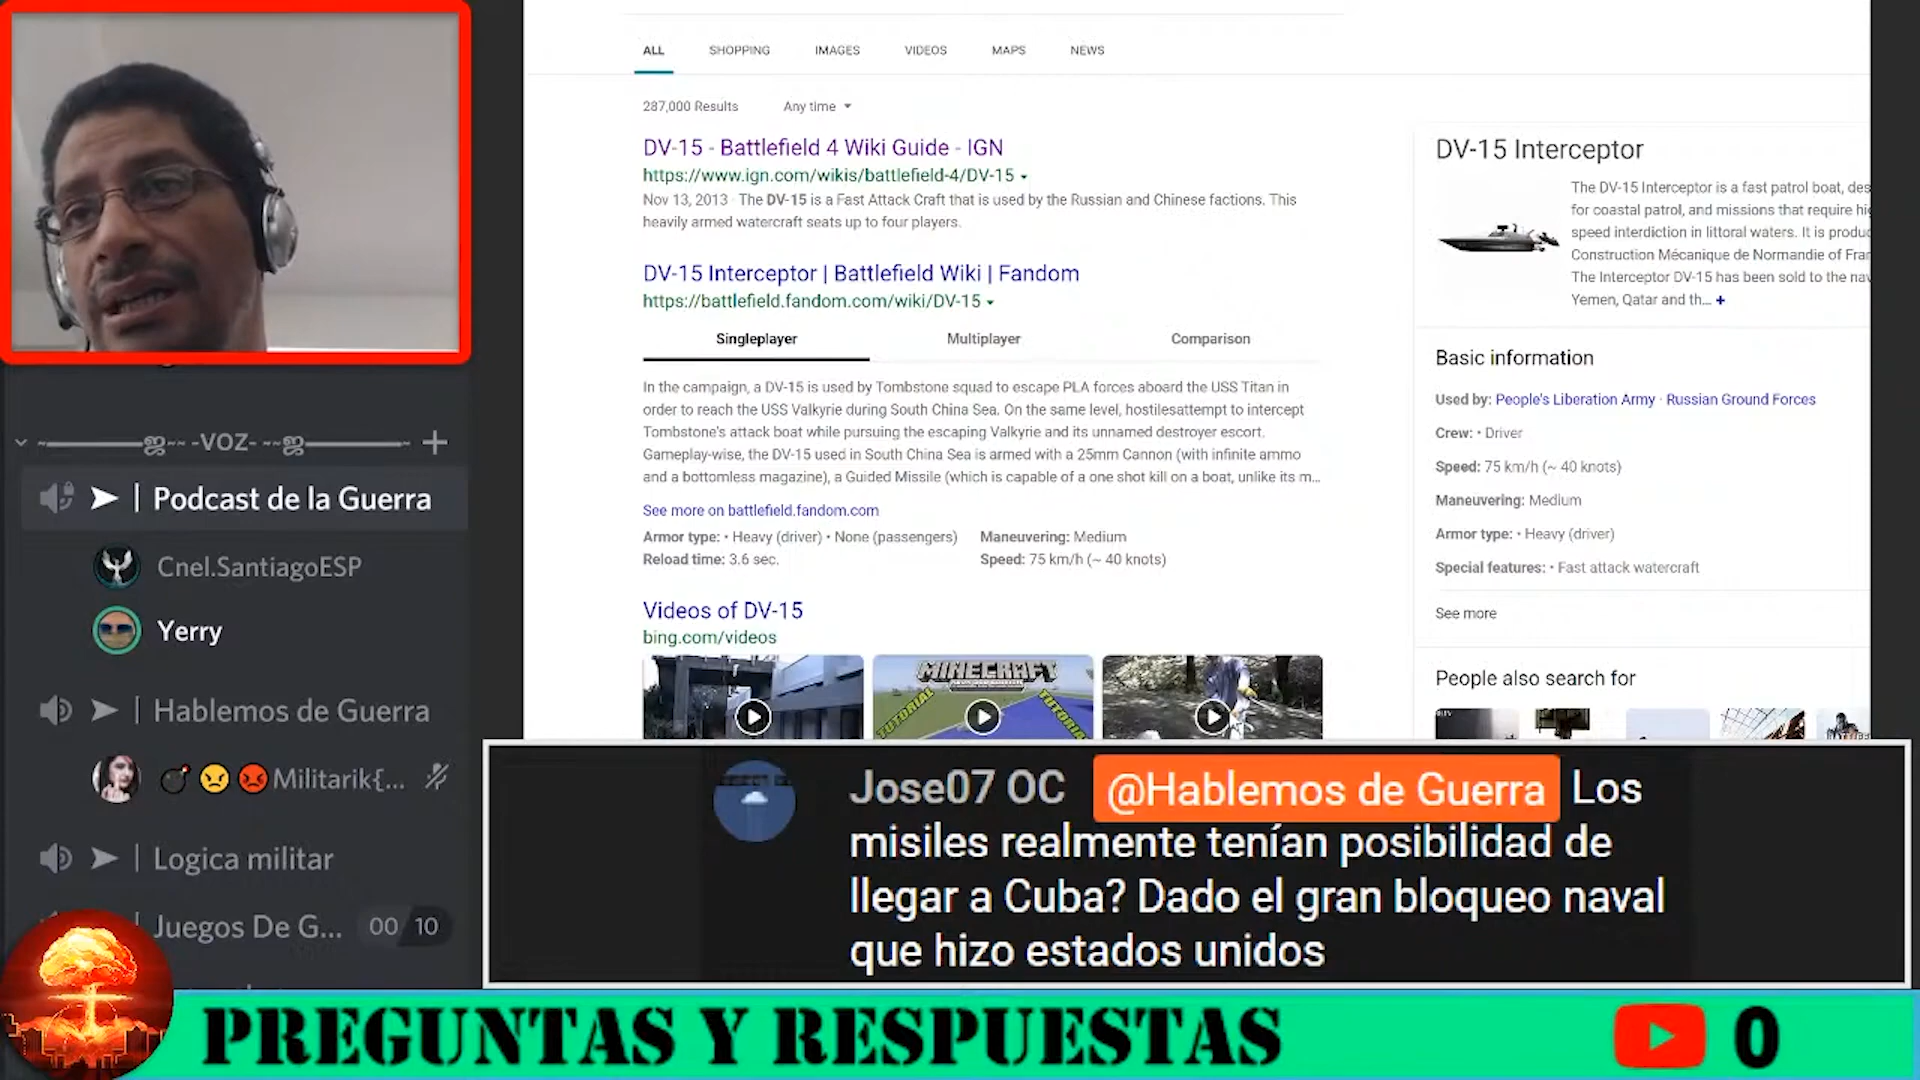 ALL SHOPPING IMAGES VIDEOS MAPS NEWS
287,000 Results Any time
DV-15 - Battlefield 4 Wiki Guide - IGN
https://www.ign.com/wikis/battlefield-4/DV-15
Nov 13, 2013 · The DV-15 is a Fast Attack Craft that is used by the Russian and Chinese factions. This
heavily armed watercraft seats up to four players.
DV-15 Interceptor | Battlefield Wiki | Fandom
https://battlefield.fandom.com/wiki/DV-15
Singleplayer Multiplayer Comparison
In the campaign, a DV-15 is used by Tombstone squad to escape PLA forces aboard the USS Titan in
order to reach the USS Valkyrie during South China Sea. On the same level, hostilesattempt to intercept
Tombstone's attack boat while pursuing the escaping Valkyrie and its unnamed destroyer escort.
Gameplay-wise, the DV-15 used in South China Sea is armed with a 25mm Cannon (with infinite ammo
and a bottomless magazine), a Guided Missile (which is capable of a one shot kill on a boat, unlike its m...
See more on battlefield.fandom.com
Armor type: • Heavy (driver) • None (passengers) Maneuvering: Medium
Reload time: 3.6 sec. Speed: 75 km/h (~ 40 knots)
Videos of DV-15
bing.com/videos
MINECRAFT
TUTORIAL TUTORIA
DV-15 Interceptor
The DV-15 Interceptor is a fast patrol boat, des
for coastal patrol, and missions that require hi
speed interdiction in littoral waters. It is produc
Construction Mécanique de Normandie of Fran
The Interceptor DV-15 has been sold to the nav
Yemen, Qatar and th... +
Basic information
Used by: People's Liberation Army · Russian Ground Forces
Crew: • Driver
Speed: 75 km/h (~ 40 knots)
Maneuvering: Medium
Armor type: • Heavy (driver)
Special features: • Fast attack watercraft
See more
People also search for
-VOZ- +
| Podcast de la Guerra
Cnel.SantiagoESP
Yerry
| Hablemos de Guerra
Militarik{...
| Logica militar
Juegos De G... 00 10
Jose07 OC @Hablemos de Guerra Los
misiles realmente tenían posibilidad de
llegar a Cuba? Dado el gran bloqueo naval
que hizo estados unidos
PREGUNTAS Y RESPUESTAS 0